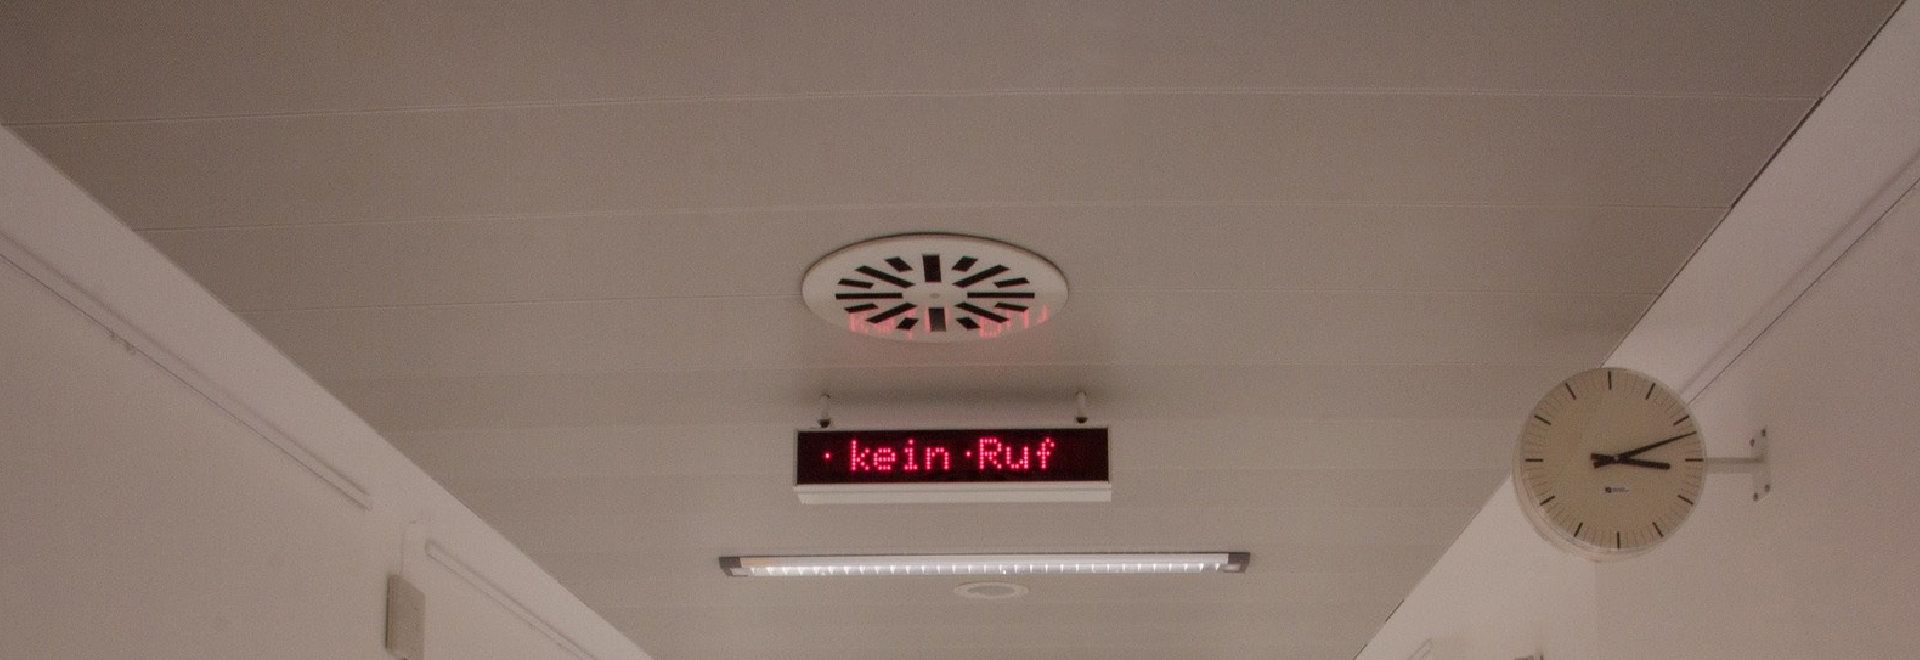 · kein · Ruf